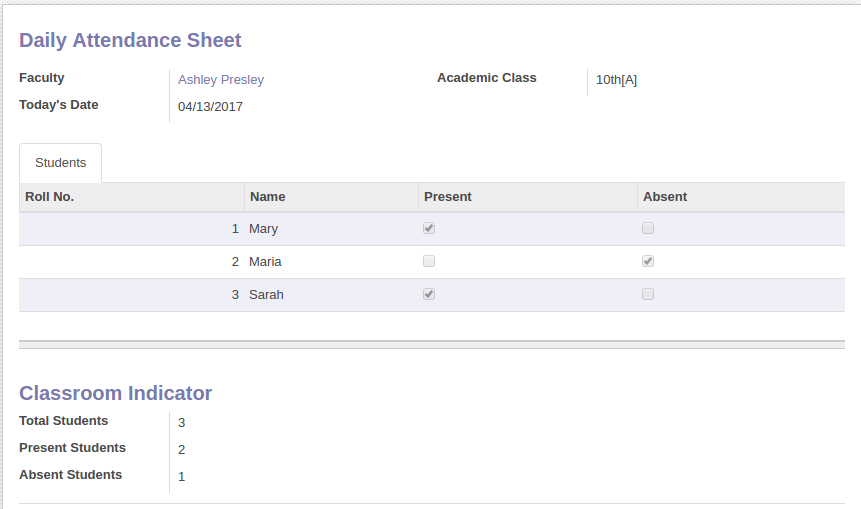 Daily Attendance Sheet
Faculty Ashley Presley Academic Class 10th[A]
Today's Date 04/13/2017
Students
Roll No. Name Present Absent
1 Mary
2 Maria
3 Sarah
Classroom Indicator
Total Students 3
Present Students 2
Absent Students 1